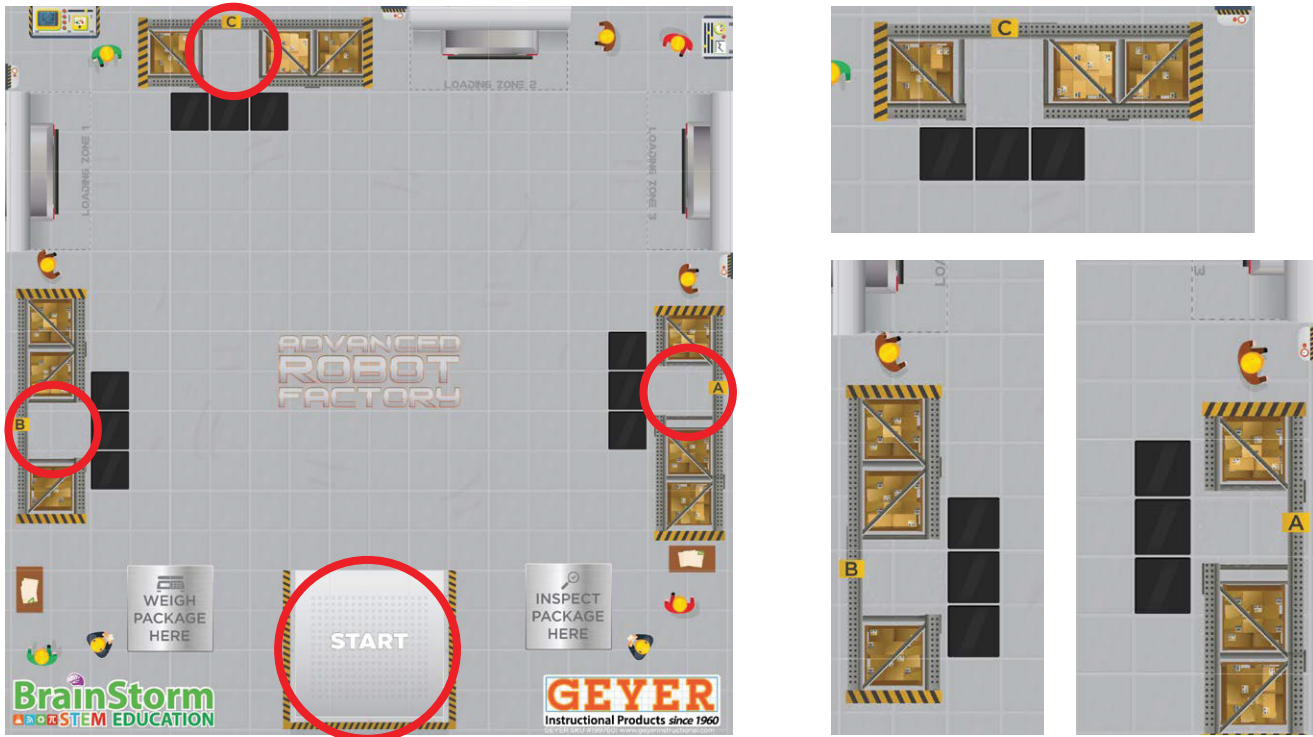 C
LOADING ZONE 2
LOADING ZONE 1
LOADING ZONE 3
ADVANCED
ROBOT
FACTORY
A
B
WEIGH
PACKAGE
HERE
START
INSPECT
PACKAGE
HERE
BrainStorm
STEM EDUCATION
GEYER
Instructional Products since 1960
C
B
A